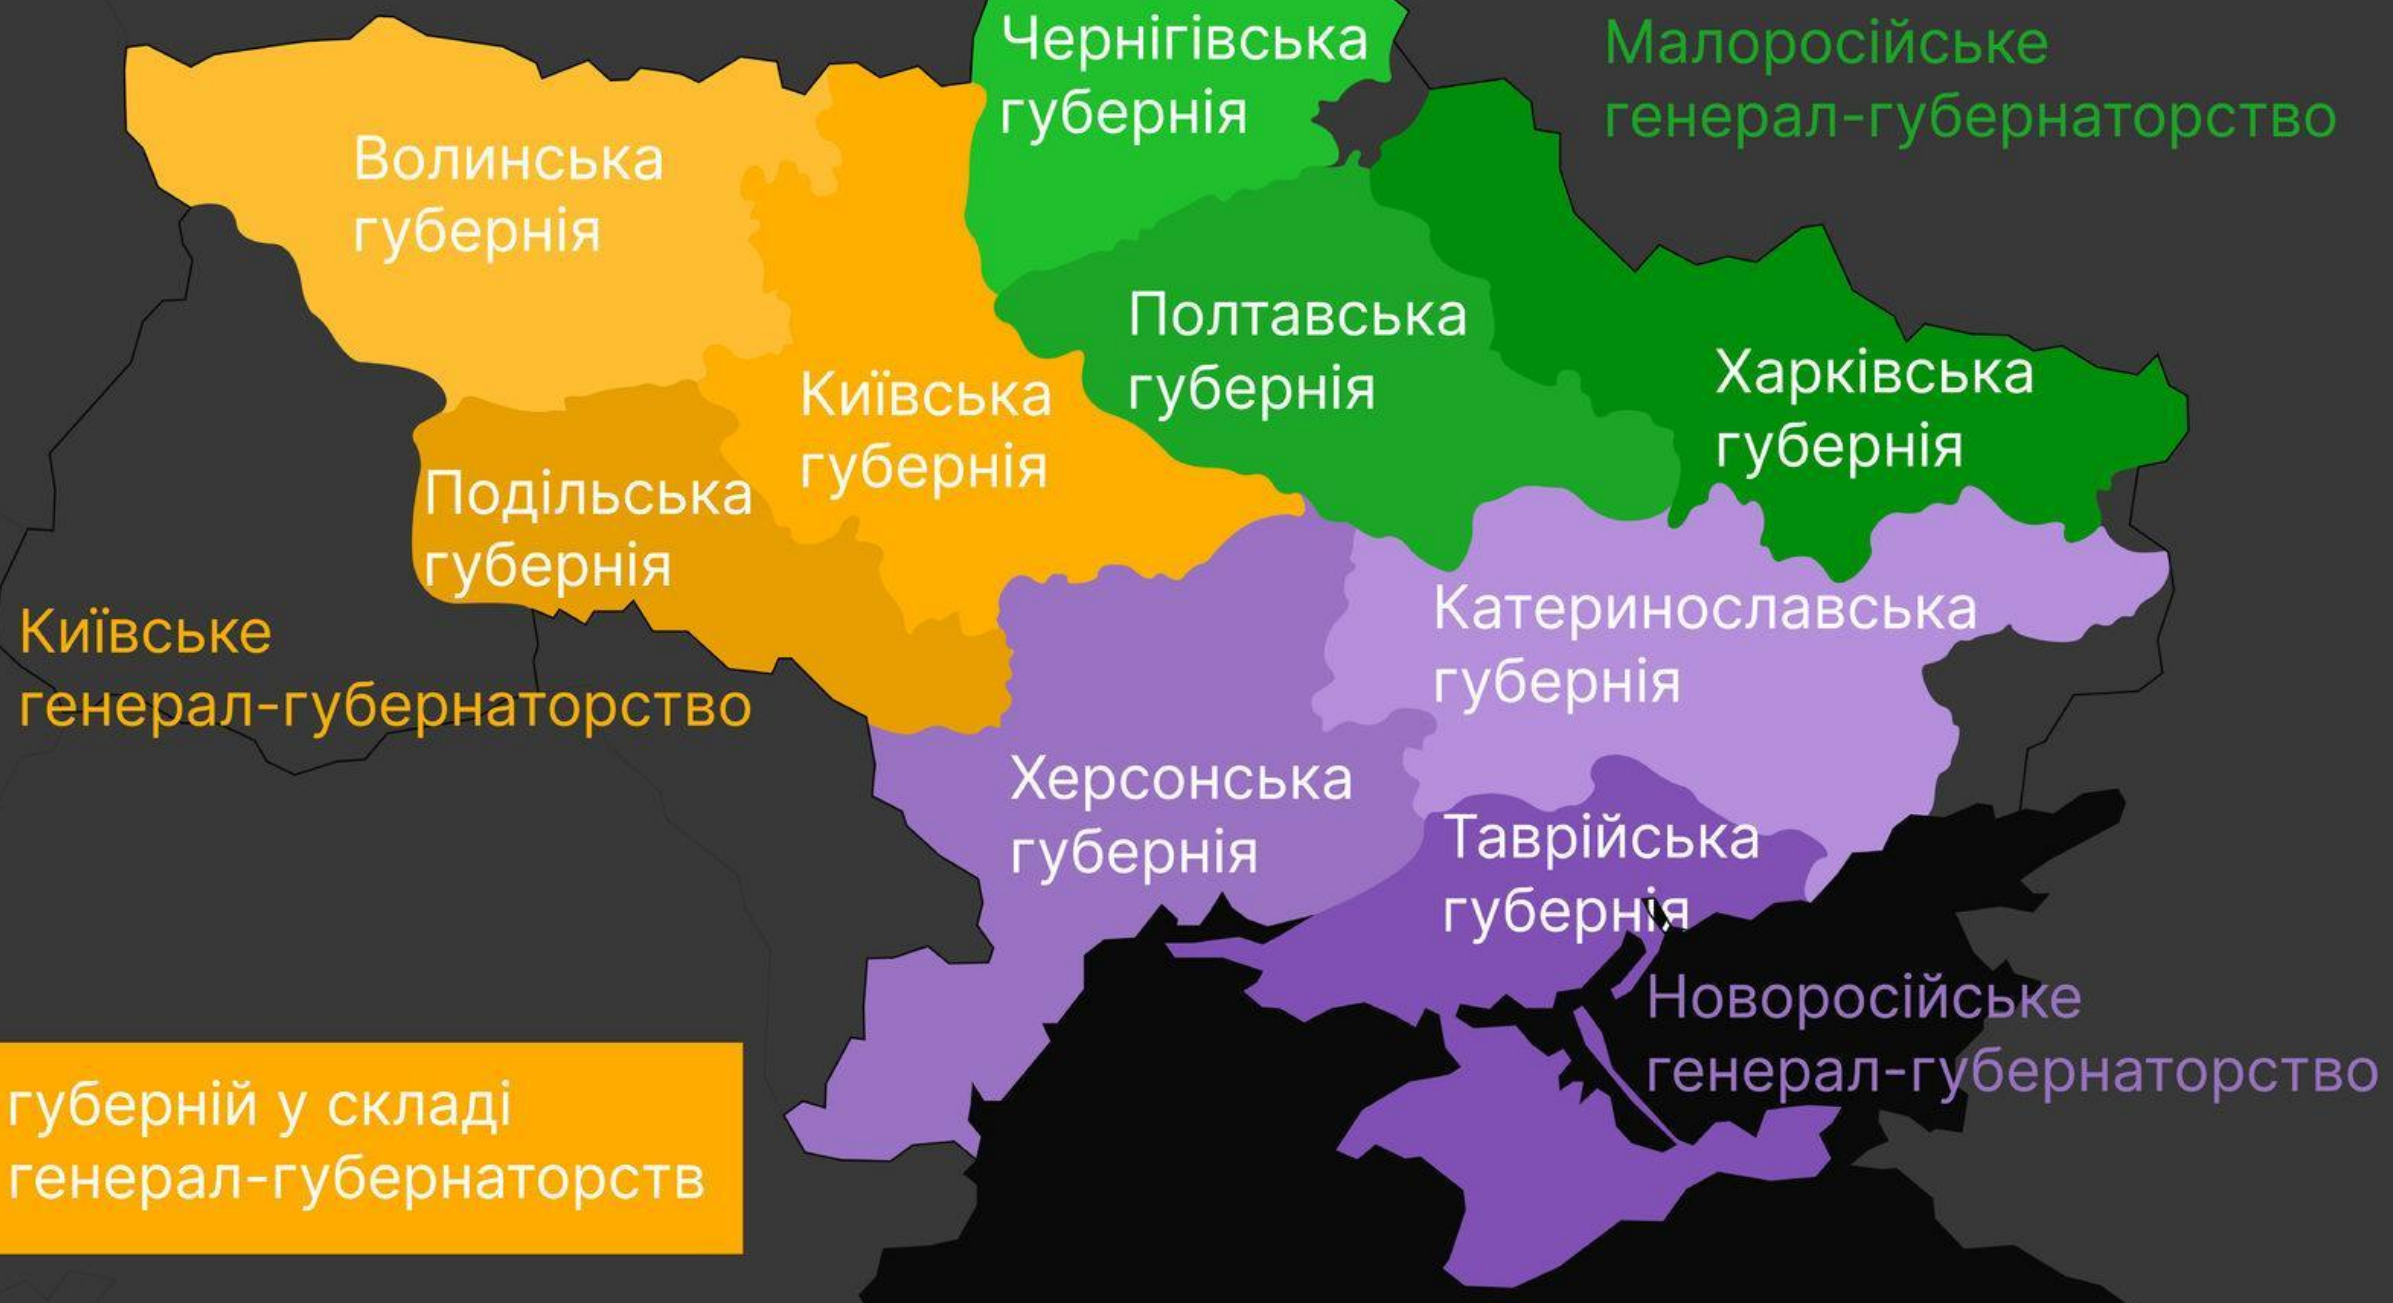 Чернігівська
губернія
Малоросійське
генерал-губернаторство
Волинська
губернія
Полтавська
губернія
Харківська
губернія
Київська
губернія
Подільська
губернія
Київське
генерал-губернаторство
Катеринославська
губернія
Херсонська
губернія
Таврійська
губернія
Новоросійське
генерал-губернаторство
губерній у складі
генерал-губернаторств